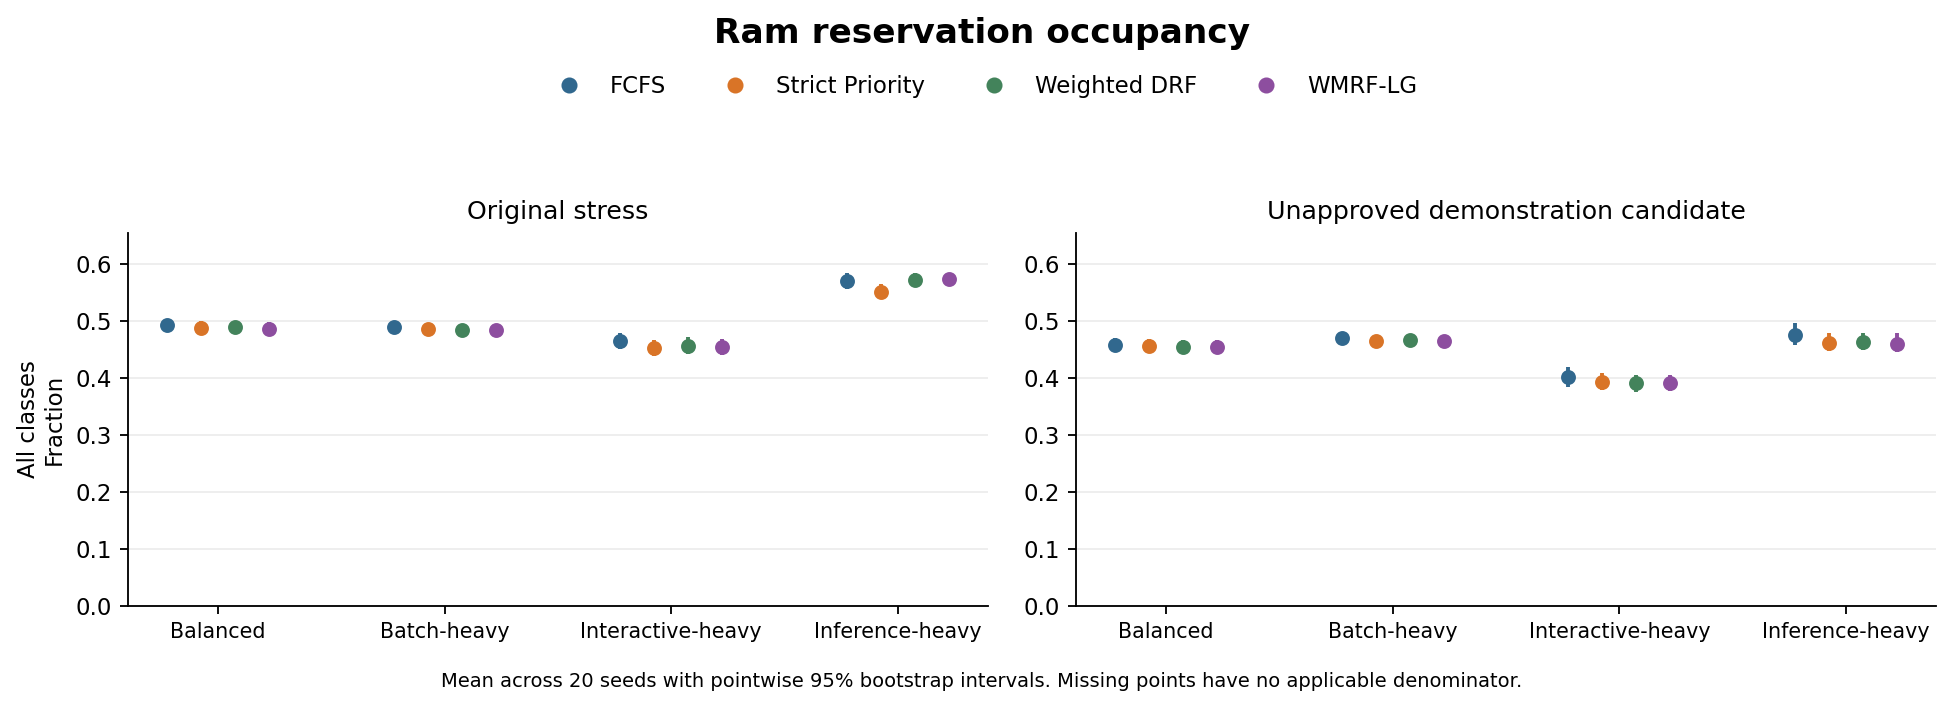 Ram reservation occupancy
FCFS
Strict Priority
Weighted DRF
WMRF-LG
Original stress
Unapproved demonstration candidate
All classes
Fraction
0.6
0.5
0.4
0.3
0.2
0.1
0.0
Balanced
Batch-heavy
Interactive-heavy
Inference-heavy
0.6
0.5
0.4
0.3
0.2
0.1
0.0
Balanced
Batch-heavy
Interactive-heavy
Inference-heavy
Mean across 20 seeds with pointwise 95% bootstrap intervals. Missing points have no applicable denominator.